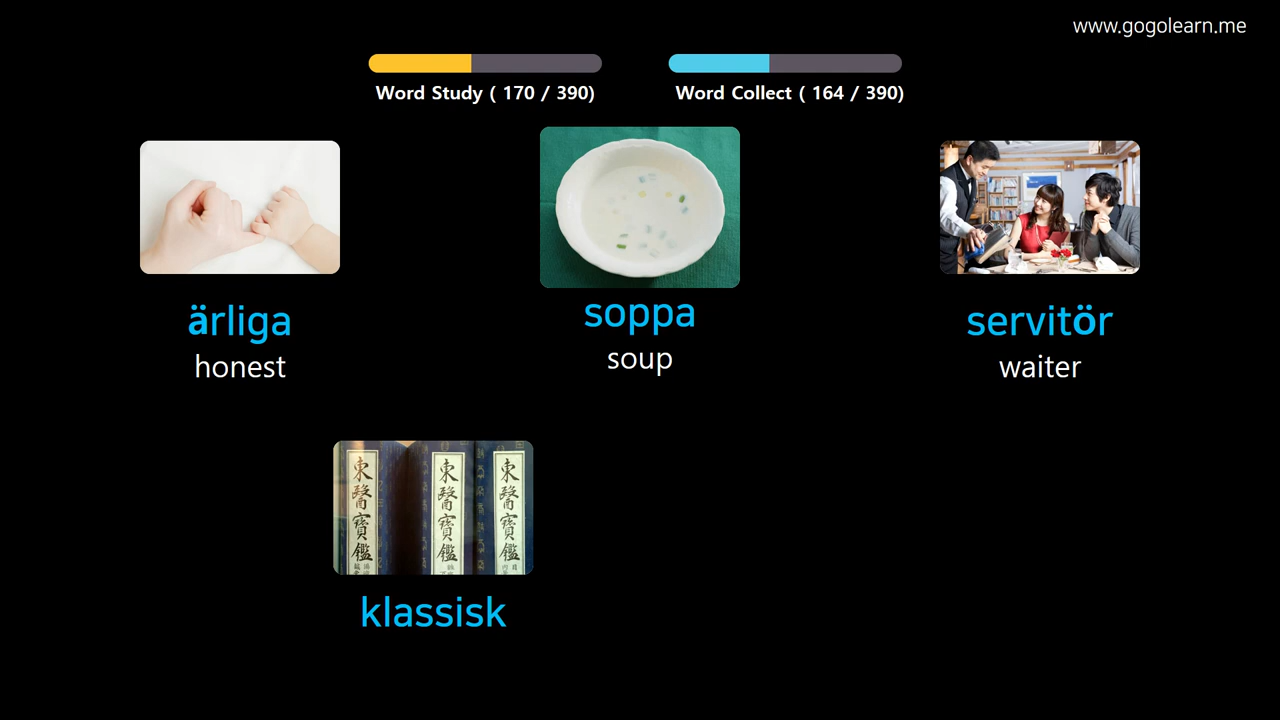 www.gogolearn.me
Word Study ( 170 / 390)
Word Collect ( 164 / 390)
ärliga
honest
soppa
soup
servitör
waiter
東醫寶鑑
東醫寶鑑
東醫寶鑑
klassisk